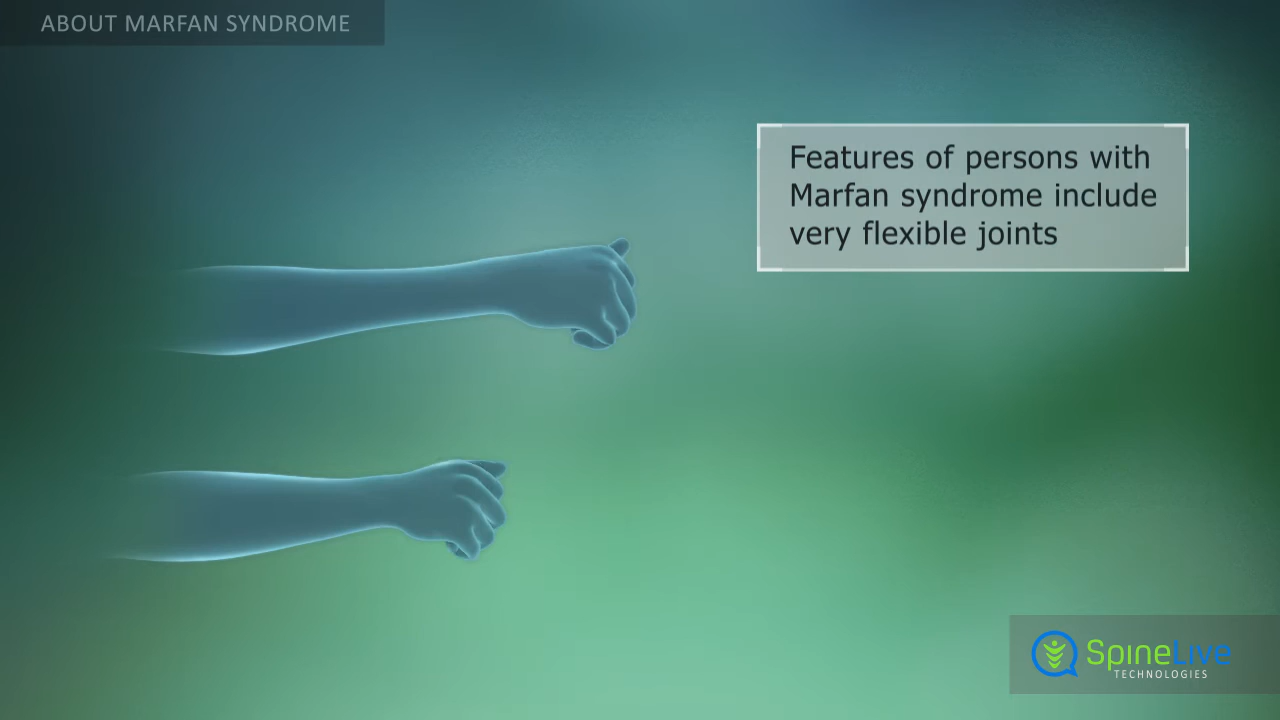 ABOUT MARFAN SYNDROME
Features of persons with
Marfan syndrome include
very flexible joints
SpineLive
TECHNOLOGIES